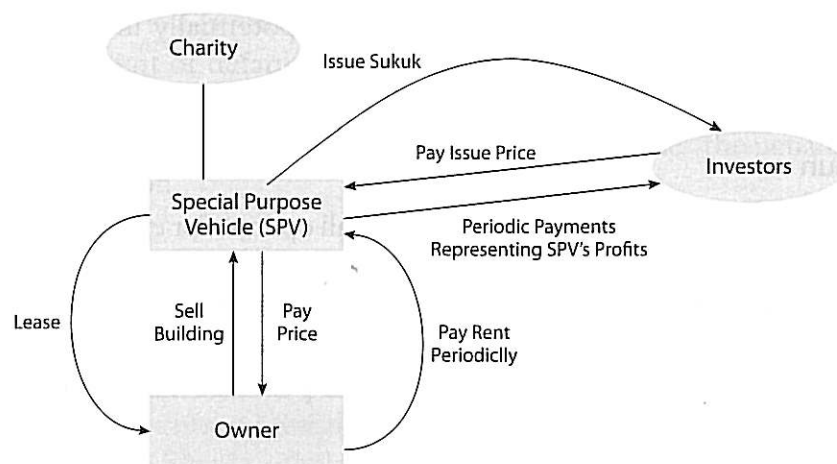 Charity
Issue Sukuk
Pay Issue Price
Investors
Special Purpose
Vehicle (SPV)
Periodic Payments
Representing SPV's Profits
Lease
Sell
Building
Pay
Price
Pay Rent
Periodiclly
Owner
un